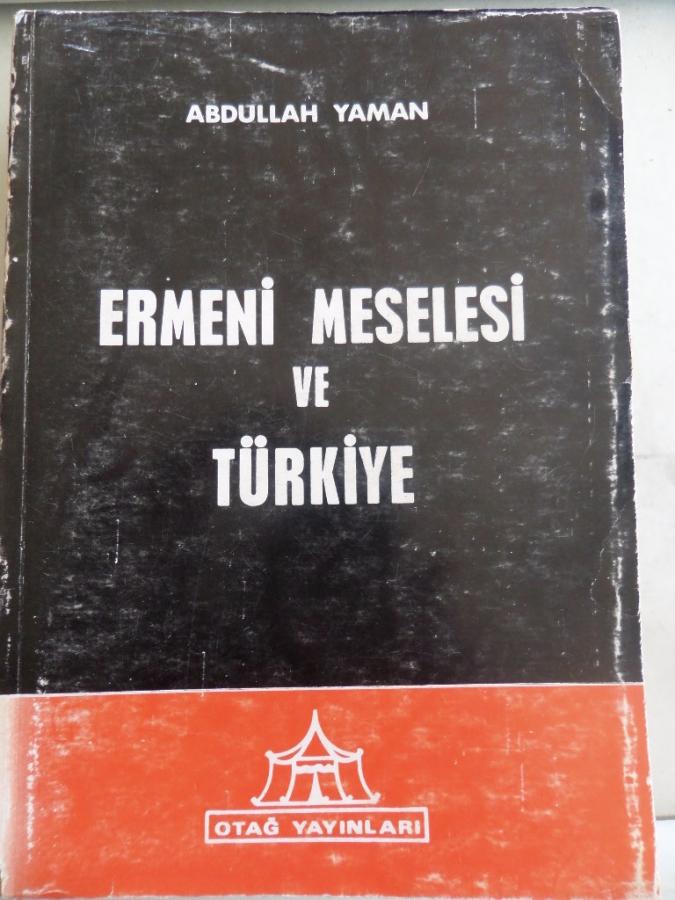 ABDULLAH YAMAN
ERMENİ MESELESİ
VE
TÜRKİYE
OTAĞ YAYINLARI